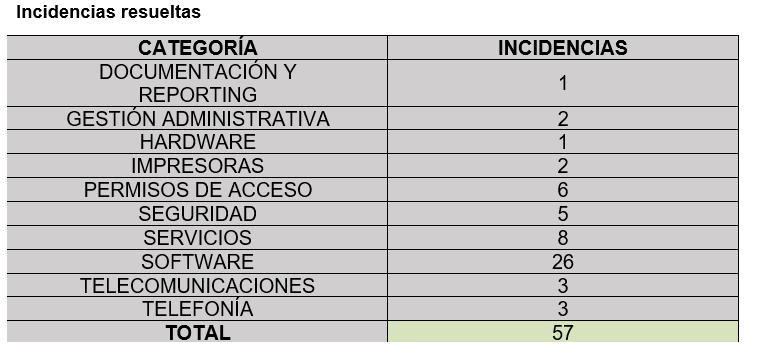 Incidencias resueltas
CATEGORÍA INCIDENCIAS
DOCUMENTACIÓN Y
REPORTING 1
GESTIÓN ADMINISTRATIVA 2
HARDWARE 1
IMPRESORAS 2
PERMISOS DE ACCESO 6
SEGURIDAD 5
SERVICIOS 8
SOFTWARE 26
TELECOMUNICACIONES 3
TELEFONÍA 3
TOTAL 57